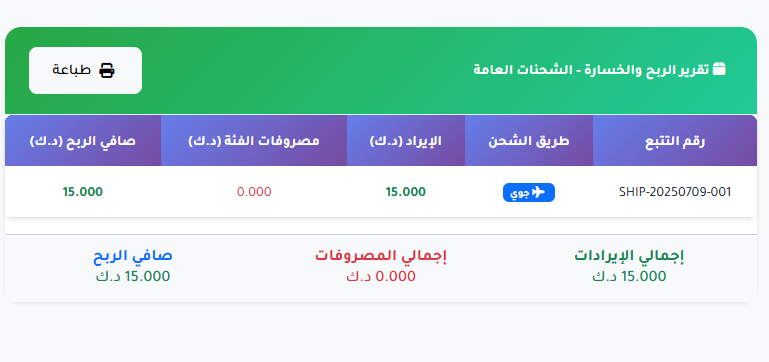 تقرير الربح والخسارة - الشحنات العامة
طباعة
رقم التتبع طريق الشحن الإيراد (د.ك) مصروفات الفئة (د.ك) صافي الربح (د.ك)
SHIP-20250709-001 جوي 15.000 0.000 15.000
إجمالي الإيرادات إجمالي المصروفات صافي الربح
15.000 د.ك 0.000 د.ك 15.000 د.ك